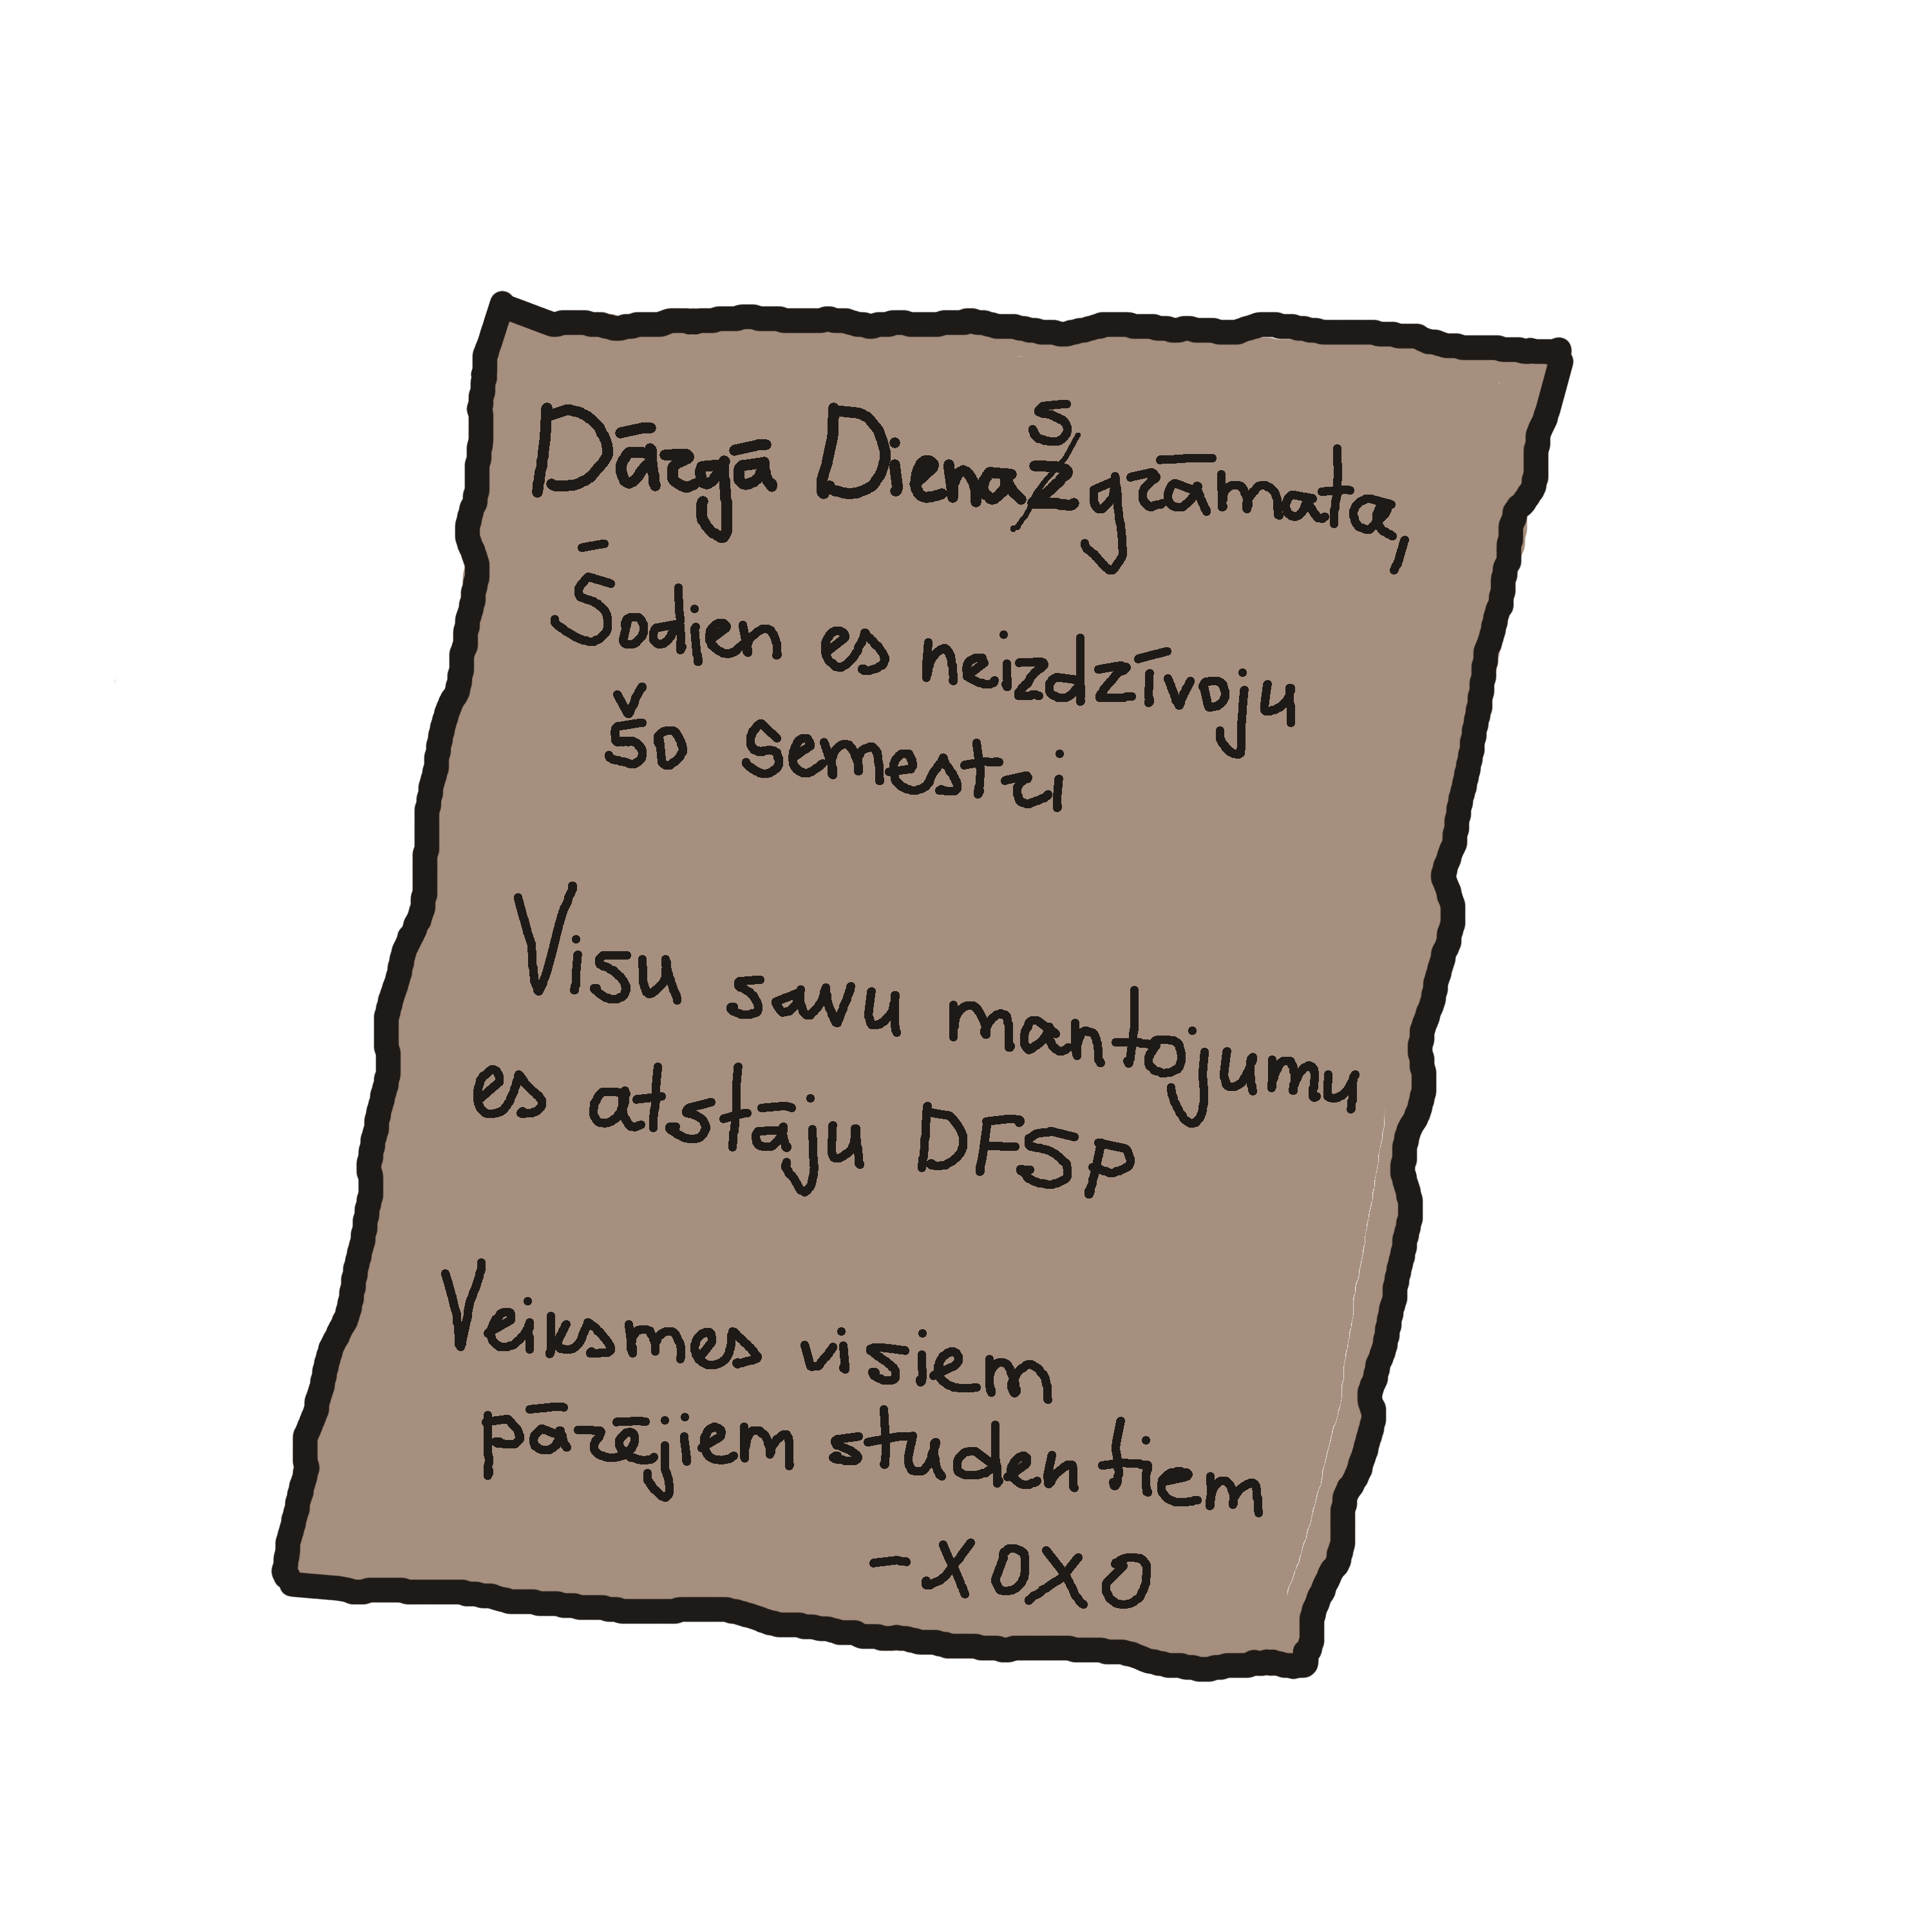 Dārgā Dienasgrāmata,
Šodien es neizdzīvoju
šo semestri
Visu savu mantojumu
es atstāju DFSP
Veiksmes visiem
pārējiem studentiem
- XOXO